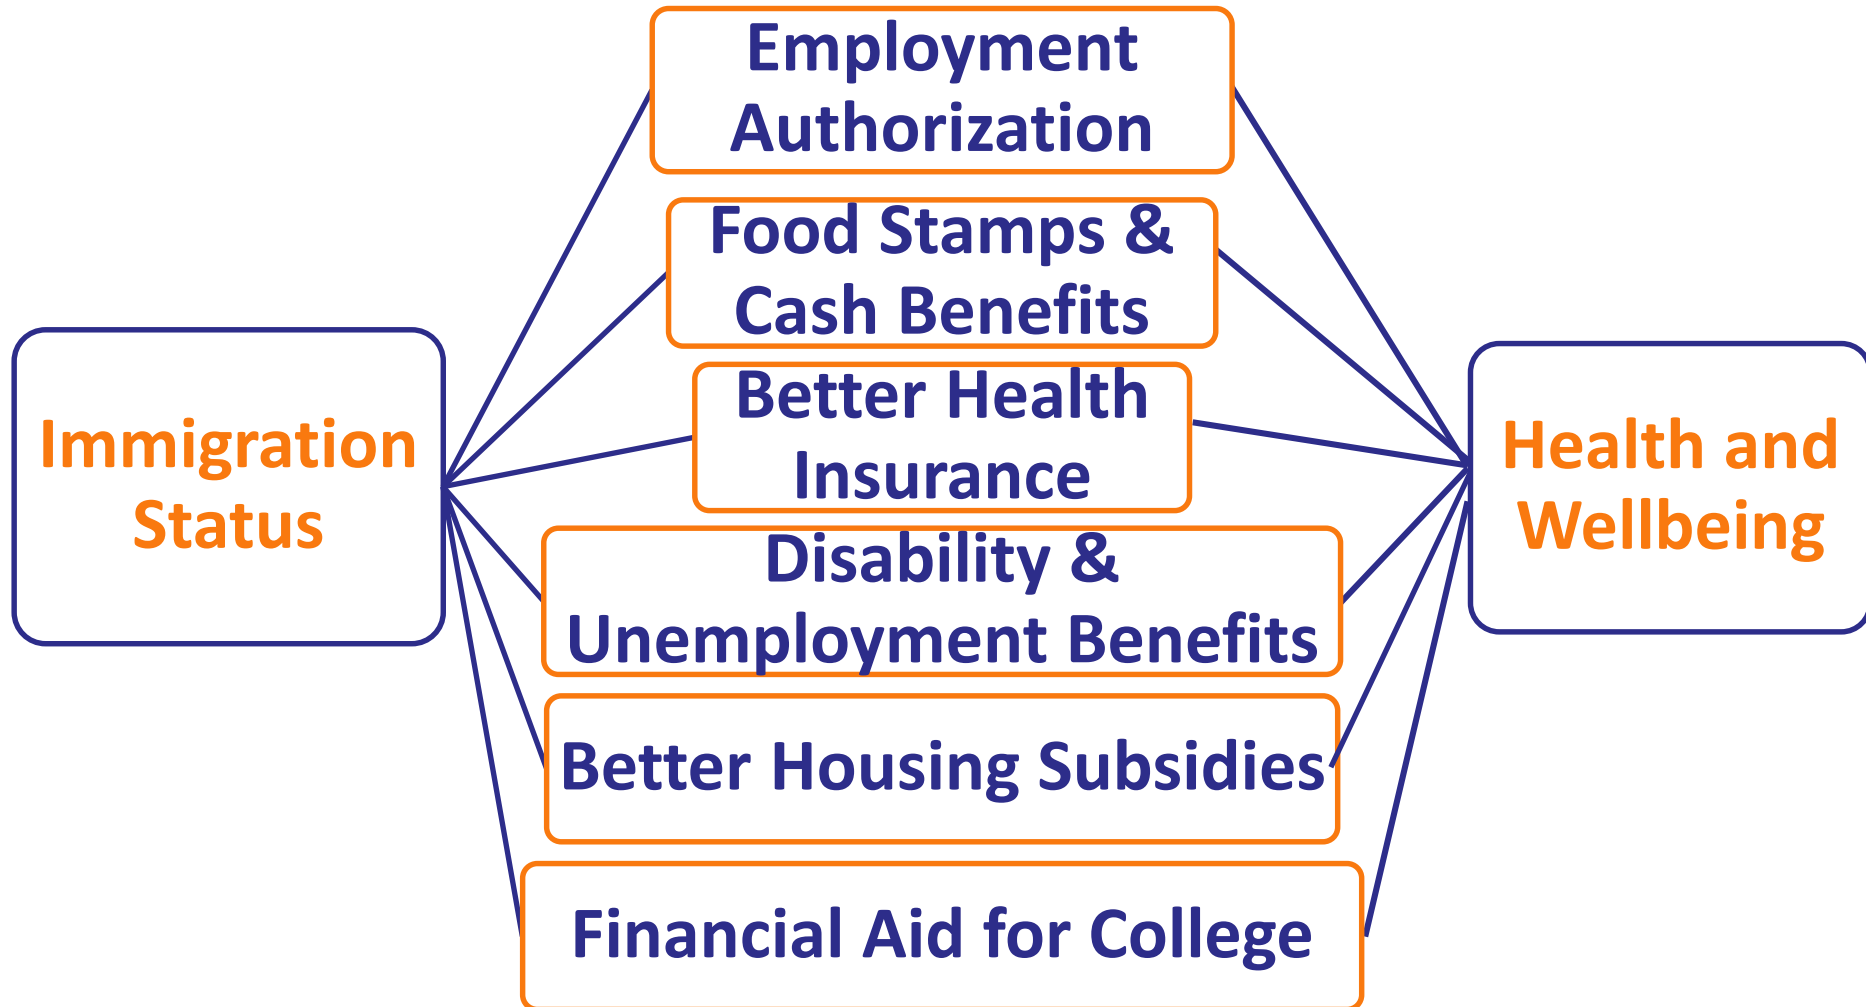 Employment
Authorization
Food Stamps &
Cash Benefits
Better Health
Insurance
Immigration
Status
Health and
Wellbeing
Disability &
Unemployment Benefits
Better Housing Subsidies
Financial Aid for College